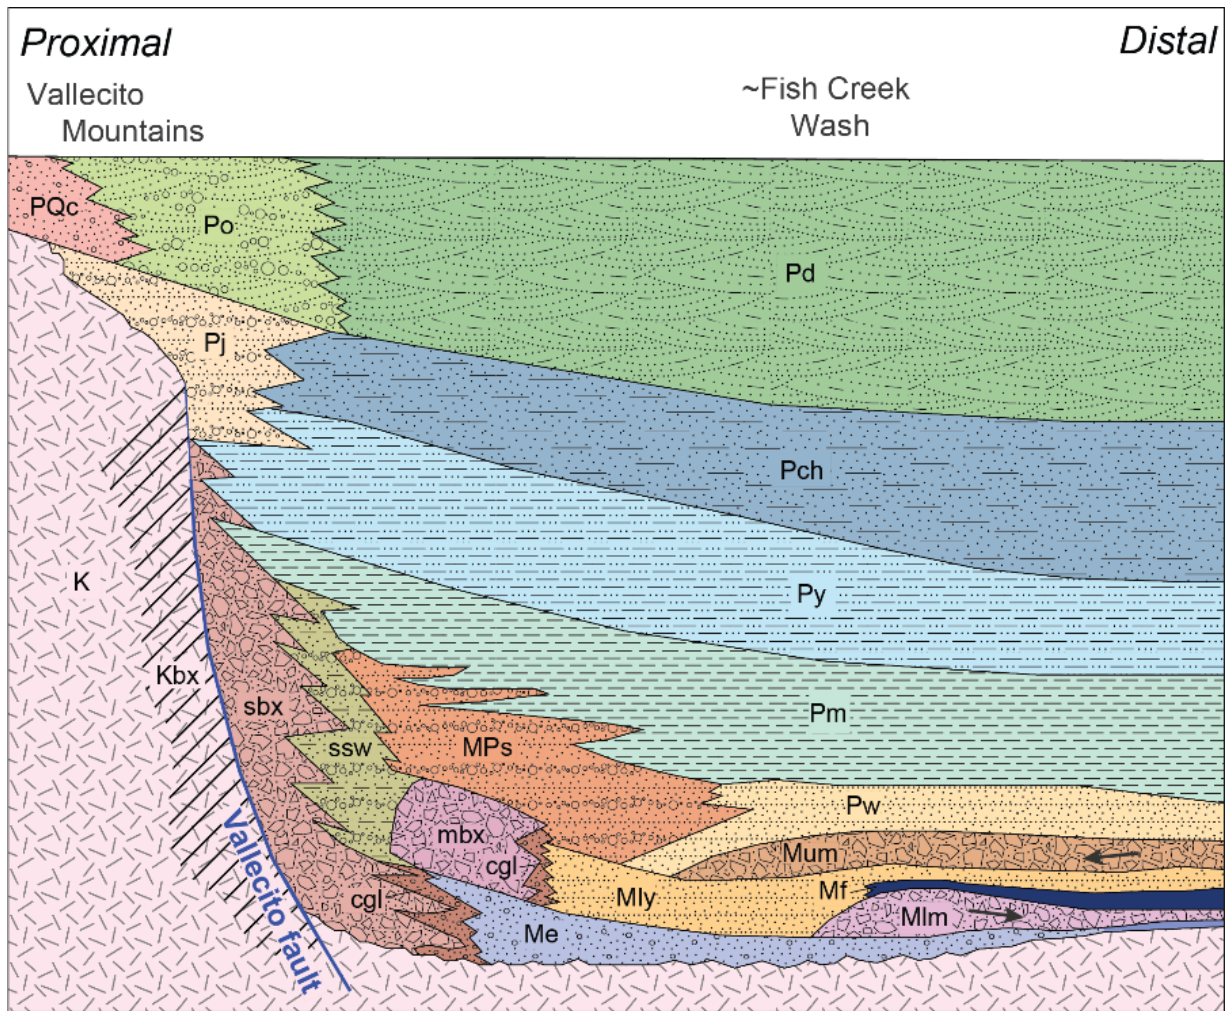 Proximal
Distal
Vallecito
Mountains
~Fish Creek
Wash
PQc
Po
Pd
Pj
Pch
K
Py
Kbx
sbx
Pm
ssw
MPs
Pw
mbx
Mum
cgl
Mf
cgl
Mly
Mlm
Me
Vallecito fault